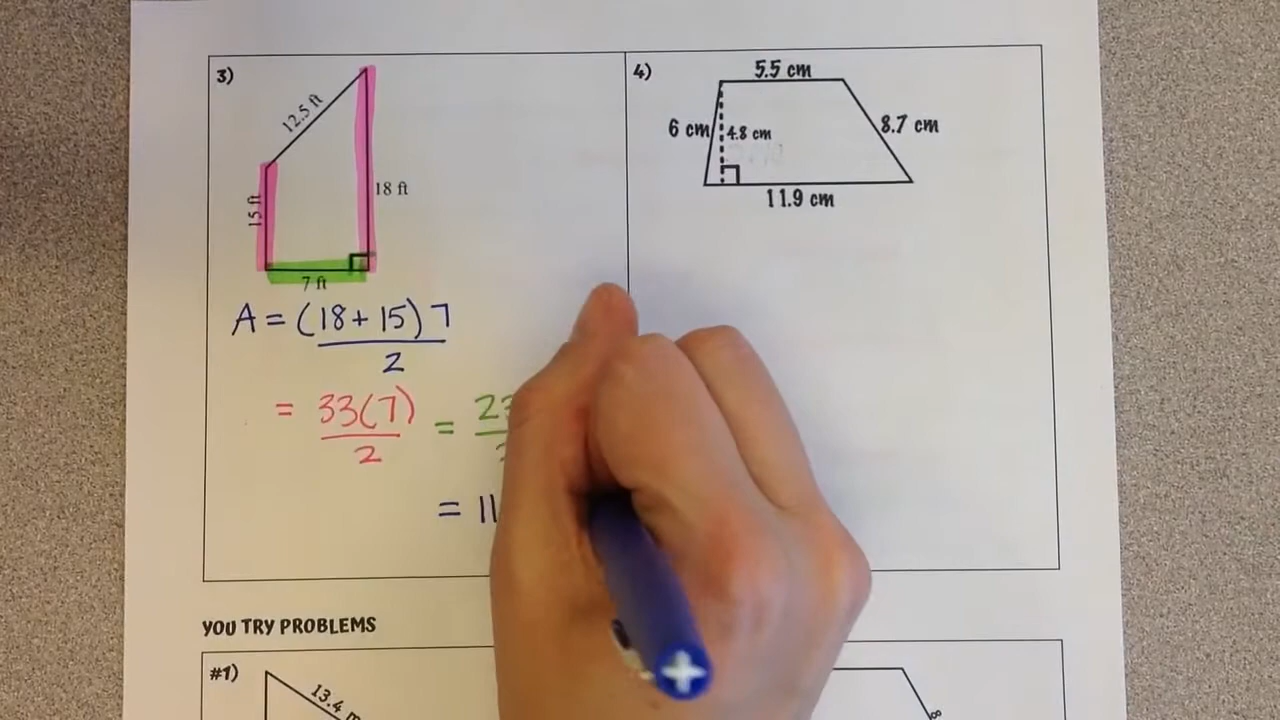 3)
12.5 ft
15 ft
18 ft
7 ft
A = (18 + 15) 7
2
= 33(7)
2
= 23
= 11
4)
5.5 cm
6 cm
4.8 cm
8.7 cm
11.9 cm
YOU TRY PROBLEMS
#1)
13.4 m
8